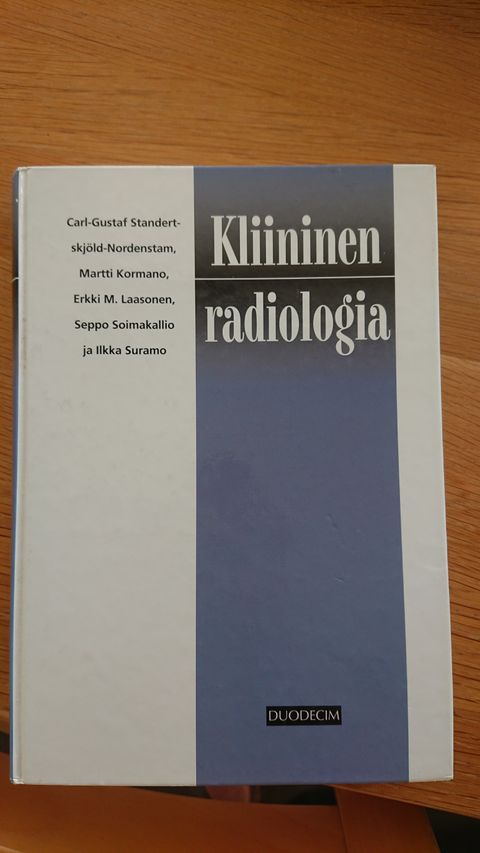 Carl-Gustaf Standert-
skjöld-Nordenstam,
Martti Kormano,
Erkki M. Laasonen,
Seppo Soimakallio
ja Ilkka Suramo
Kliininen
radiologia
DUODECIM